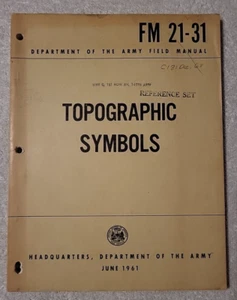 FM 21-31
DEPARTMENT OF THE ARMY FIELD MANUAL
REFERENCE SET
TOPOGRAPHIC
SYMBOLS
HEADQUARTERS, DEPARTMENT OF THE ARMY
JUNE 1961